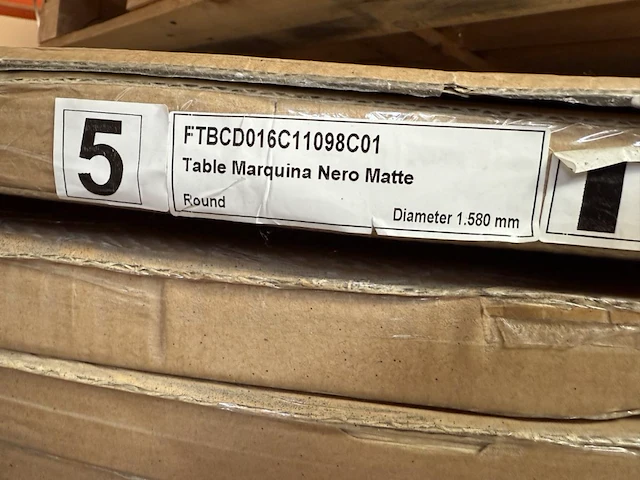 5
FTBCD016C11098C01
Table Marquina Nero Matte
Round
Diameter 1.580 mm